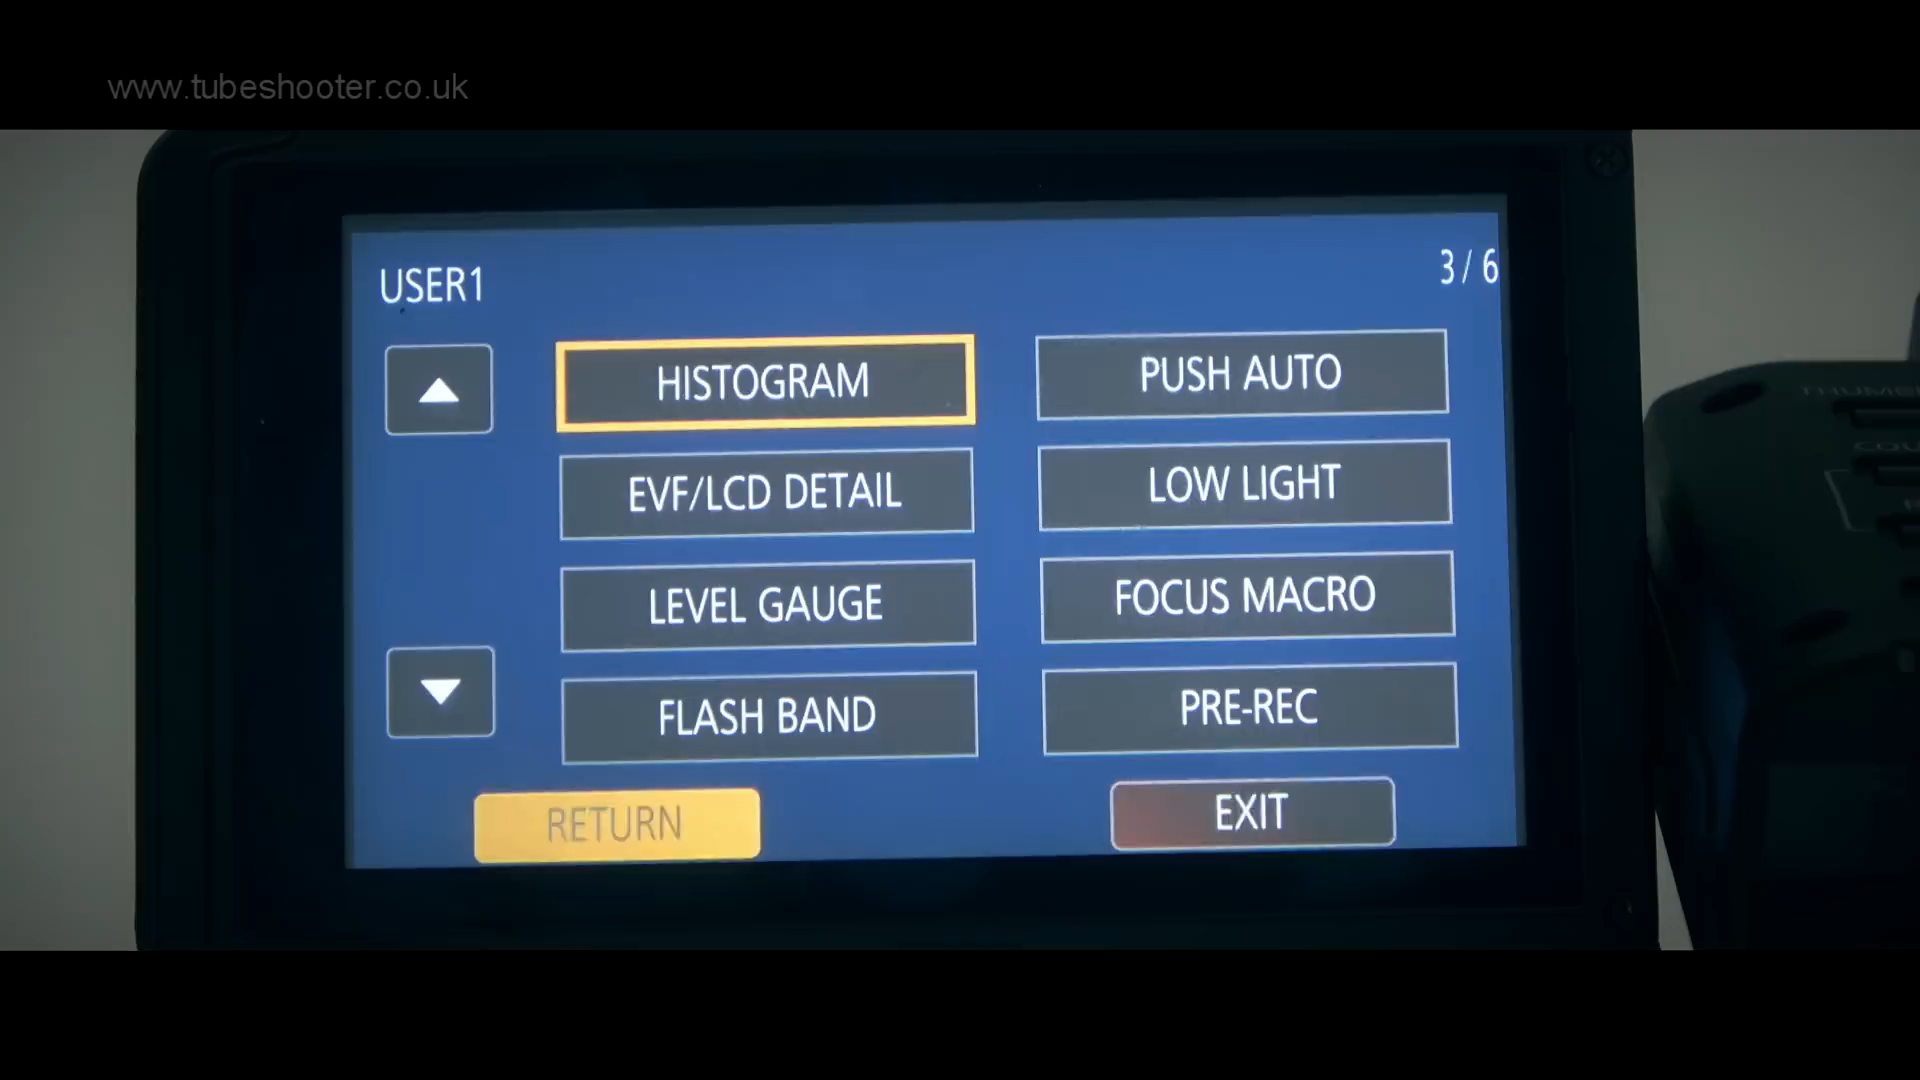 www.tubeshooter.co.uk
USER1
3/6
HISTOGRAM
PUSH AUTO
EVF/LCD DETAIL
LOW LIGHT
LEVEL GAUGE
FOCUS MACRO
FLASH BAND
PRE-REC
RETURN
EXIT